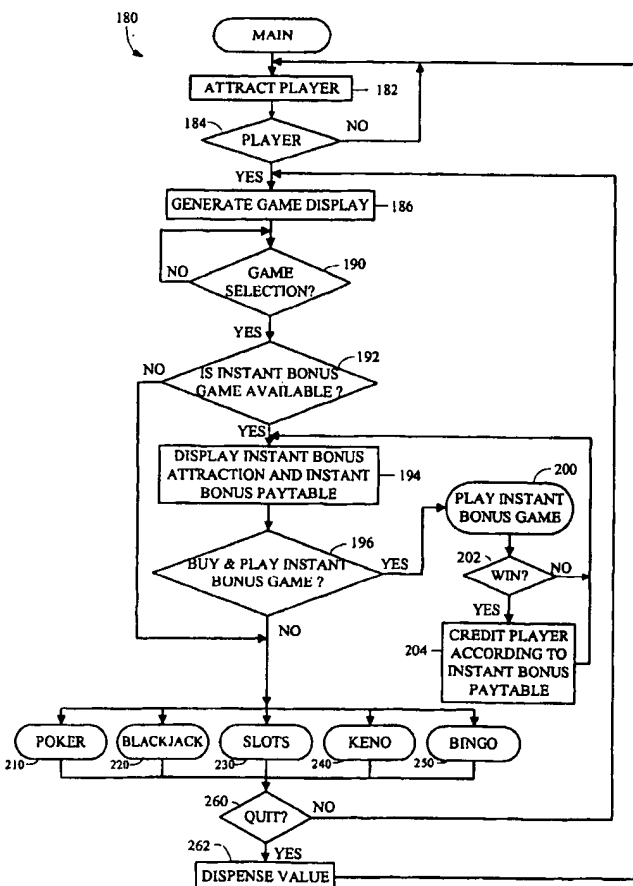 180
MAIN
ATTRACT PLAYER
182
184
PLAYER
NO
YES
GENERATE GAME DISPLAY
186
GAME
SELECTION?
190
NO
YES
192
IS INSTANT BONUS
GAME AVAILABLE ?
NO
YES
DISPLAY INSTANT BONUS
ATTRACTION AND INSTANT
BONUS PAYTABLE
194
200
PLAY INSTANT
BONUS GAME
196
BUY & PLAY INSTANT
BONUS GAME ?
YES
202
WIN?
NO
YES
NO
204
CREDIT PLAYER
ACCORDING TO
INSTANT BONUS
PAYTABLE
POKER
BLACKJACK
SLOTS
KENO
BINGO
210
220
230
240
250
260
QUIT?
NO
YES
262
DISPENSE VALUE